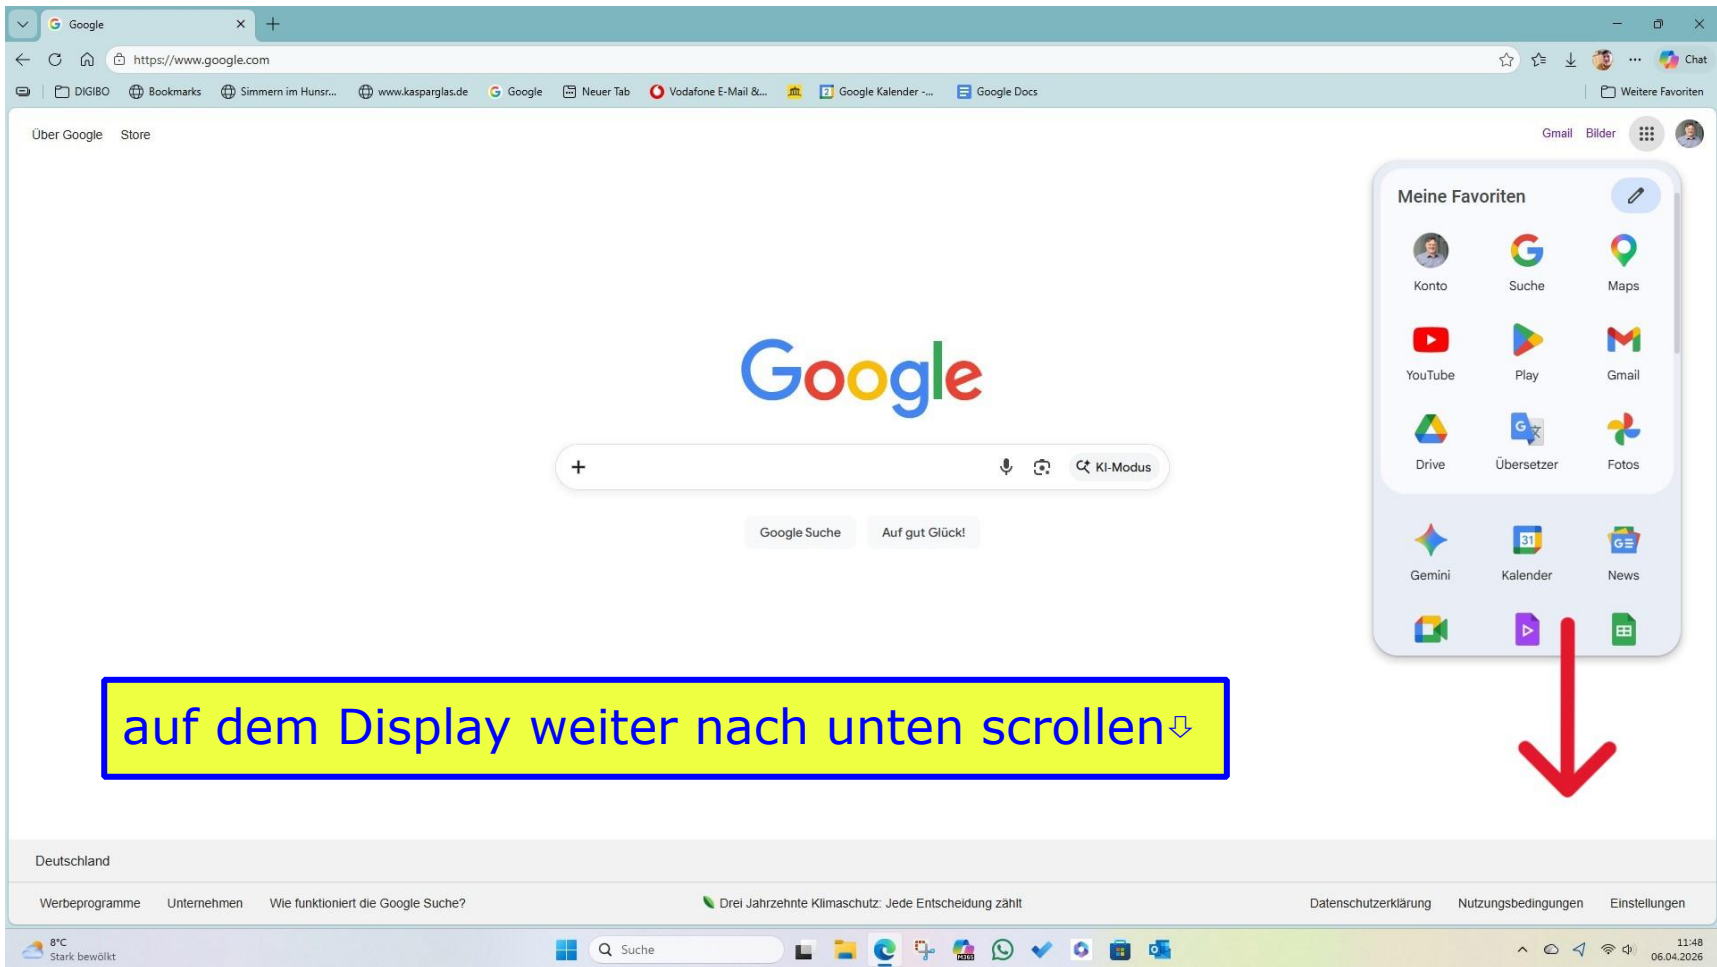 Google
https://www.google.com
Chat
DIGIBO
Bookmarks
Simmern im Hunsr...
www.kasparglas.de
Google
Neuer Tab
Vodafone E-Mail &...
Google Kalender -...
Google Docs
Weitere Favoriten
Über Google
Store
Gmail
Bilder
Meine Favoriten
Konto
Suche
Maps
YouTube
Play
Gmail
Drive
Übersetzer
Fotos
Gemini
Kalender
News
Google
KI-Modus
Google Suche
Auf gut Glück!
auf dem Display weiter nach unten scrollen⇩
Deutschland
Werbeprogramme
Unternehmen
Wie funktioniert die Google Suche?
Drei Jahrzehnte Klimaschutz: Jede Entscheidung zählt
Datenschutzerklärung
Nutzungsbedingungen
Einstellungen
8°C
Stark bewölkt
Suche
11:48
06.04.2026